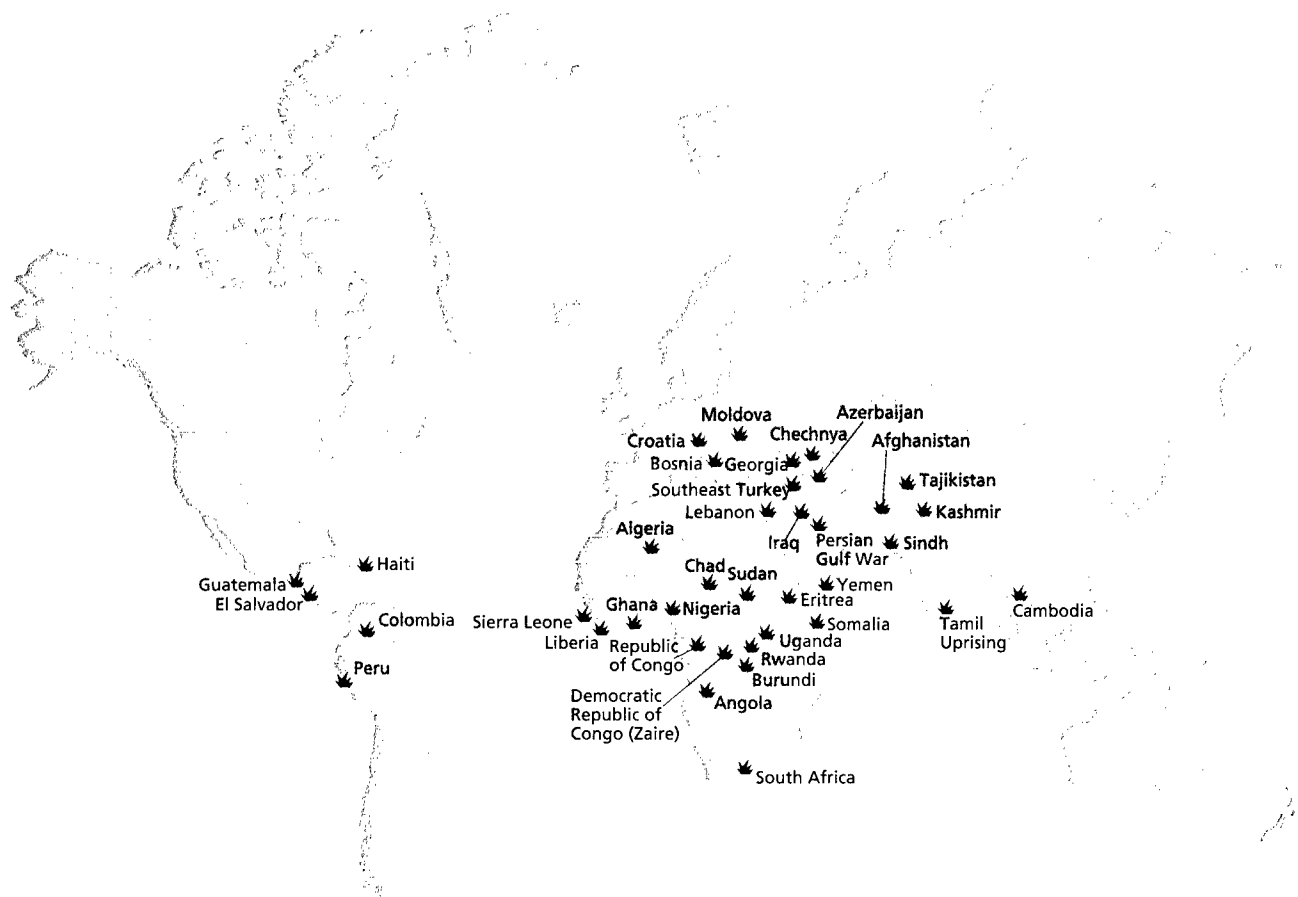 Moldova
Azerbaijan
Croatia
Chechnya
Afghanistan
Bosnia
Georgia
Southeast Turkey
Tajikistan
Lebanon
Kashmir
Algeria
Iraq
Persian
Gulf War
Sindh
Haiti
Chad
Sudan
Guatemala
Yemen
El Salvador
Ghana
Nigeria
Eritrea
Cambodia
Colombia
Sierra Leone
Somalia
Tamil
Uprising
Liberia
Republic
of Congo
Uganda
Rwanda
Peru
Burundi
Democratic
Republic of
Congo (Zaire)
Angola
South Africa